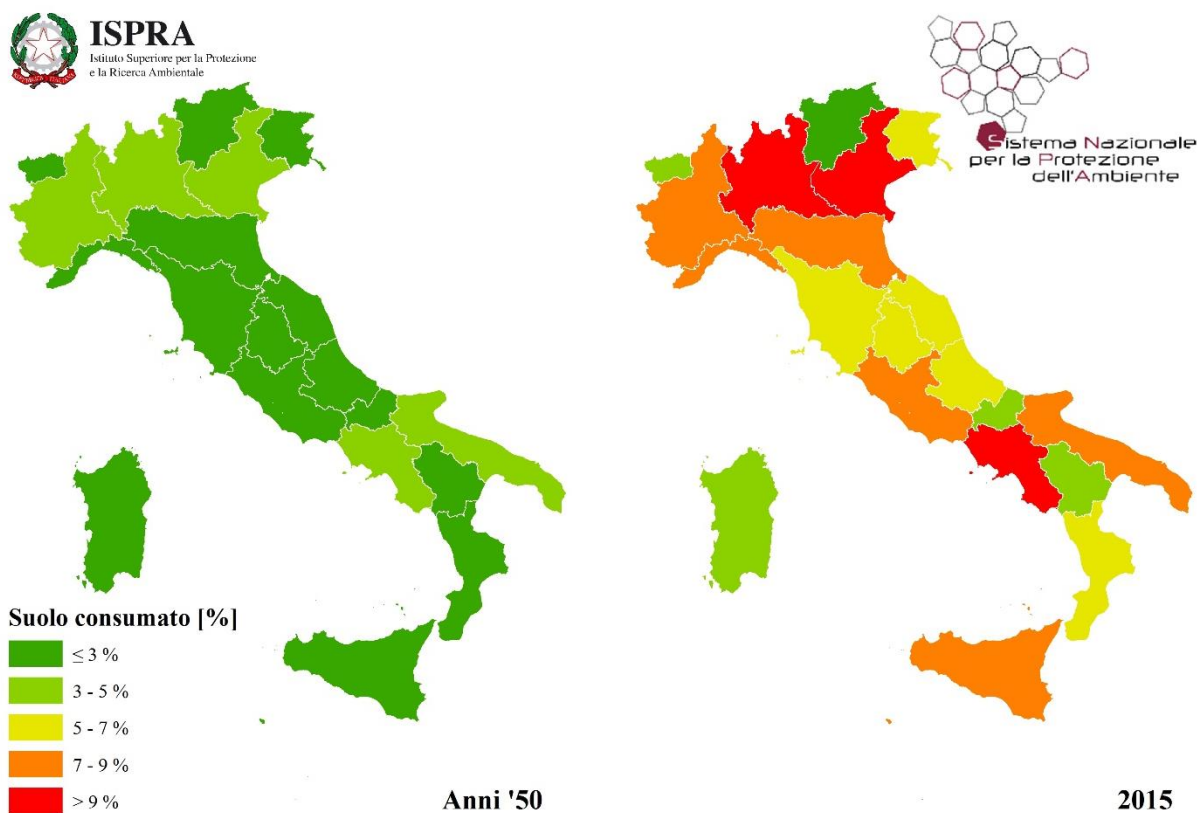 ISPRA
Istituto Superiore per la Protezione
e la Ricerca Ambientale
Sistema Nazionale
per la Protezione
dell'Ambiente
Suolo consumato [%]
≤ 3 %
3 - 5 %
5 - 7 %
7 - 9 %
> 9 %
Anni '50
2015